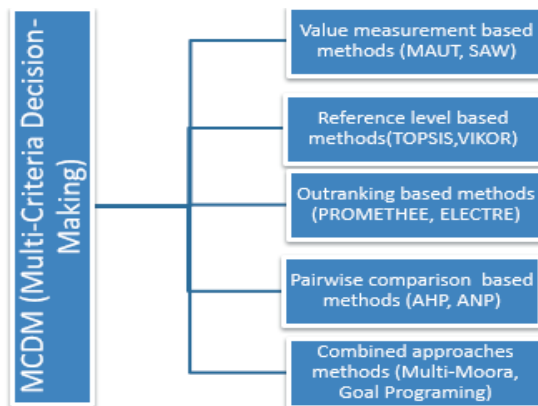 MCDM (Multi-Criteria Decision-
Making)
Value measurement based
methods (MAUT, SAW)
Reference level based
methods(TOPSIS,VIKOR)
Outranking based methods
(PROMETHEE, ELECTRE)
Pairwise comparison based
methods (AHP, ANP)
Combined approaches
methods (Multi-Moora,
Goal Programing)